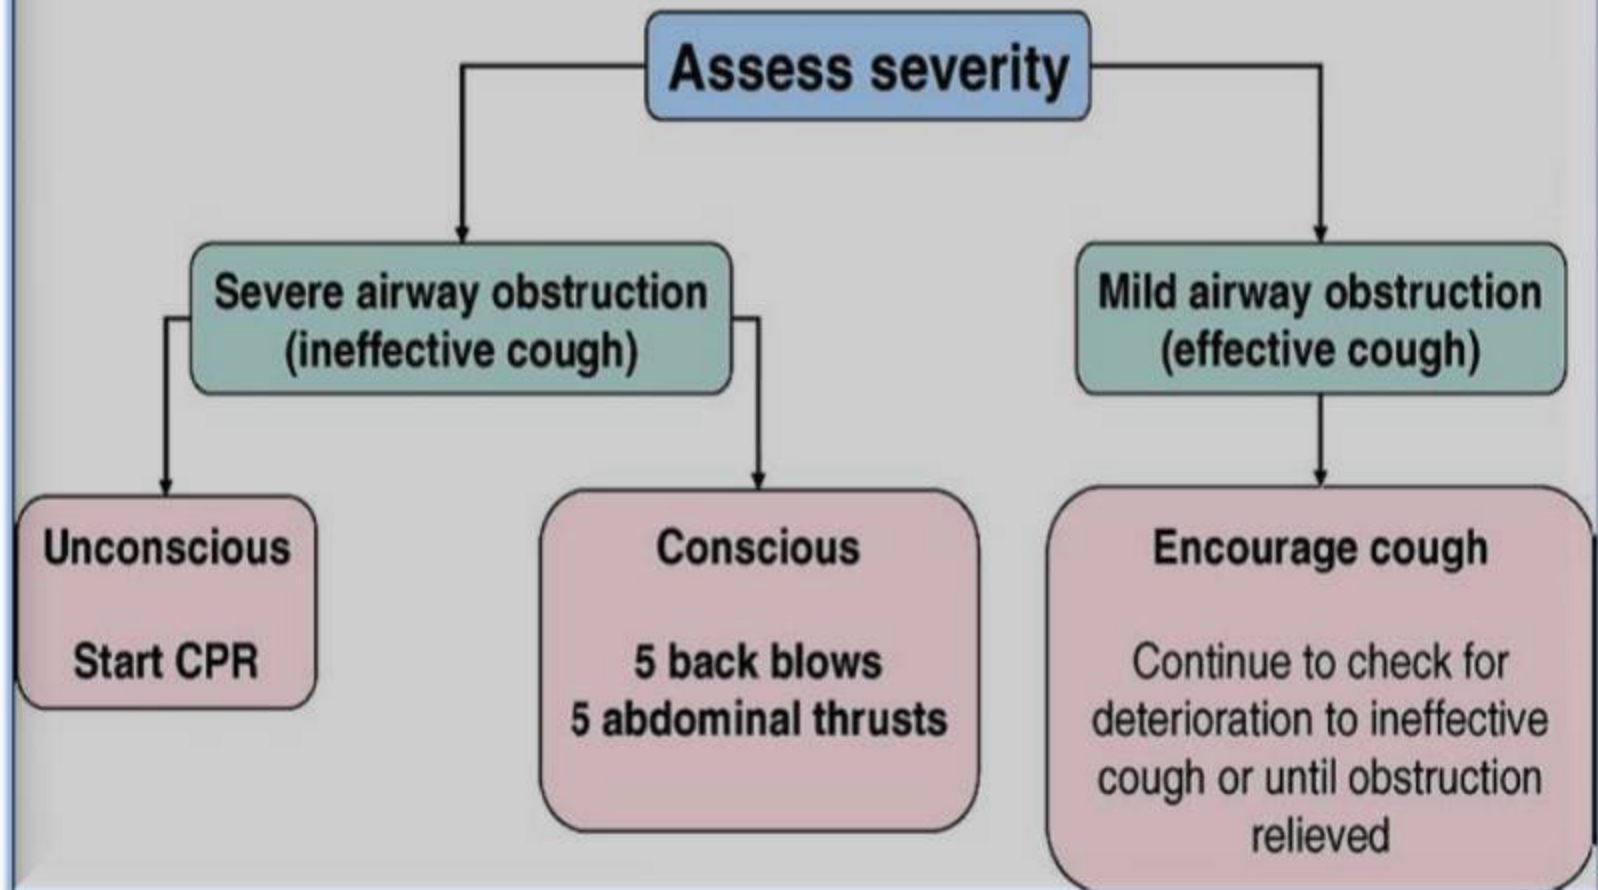 Assess severity
Severe airway obstruction
(ineffective cough)
Mild airway obstruction
(effective cough)
Unconscious
Start CPR
Conscious
5 back blows
5 abdominal thrusts
Encourage cough
Continue to check for
deterioration to ineffective
cough or until obstruction
relieved